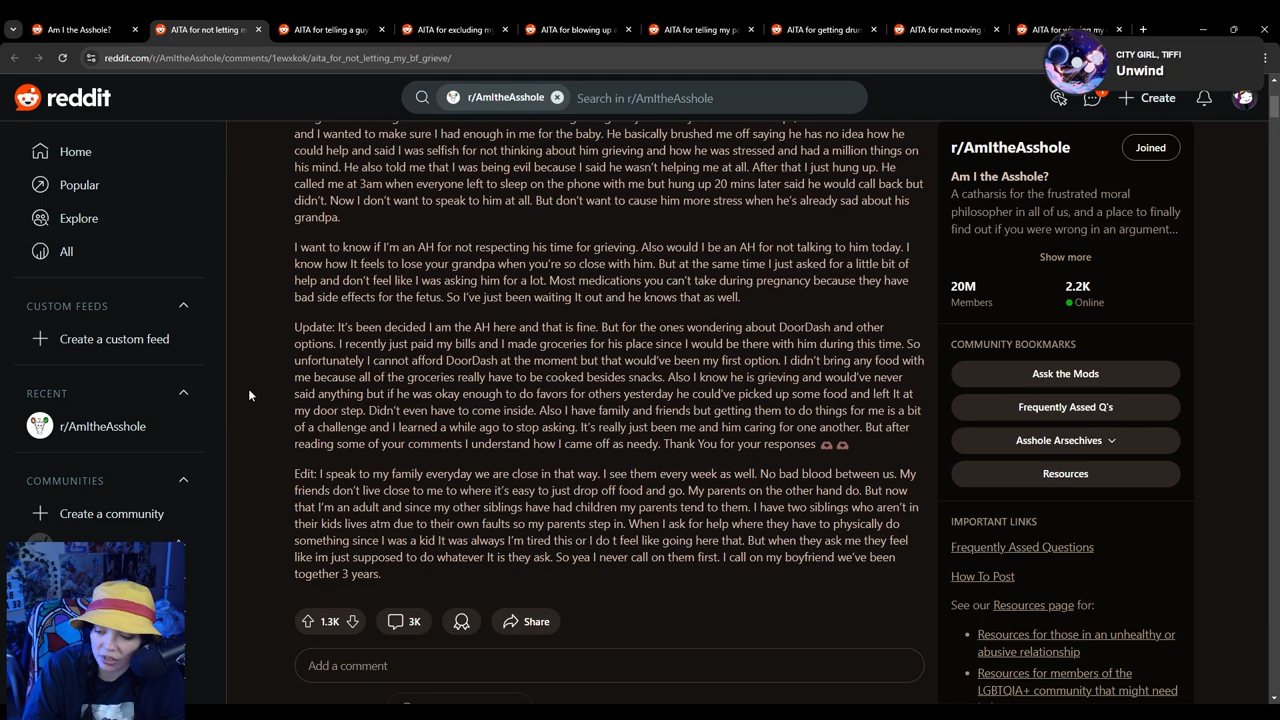 Am I the Asshole?
AITA for not letting m
AITA for telling a guy
AITA for excluding my
AITA for blowing up a
AITA for telling my pa
AITA for getting drun
AITA for not moving
reddit.com/r/AmItheAsshole/comments/1ewxkok/aita_for_not_letting_my_bf_grieve/
CITY GIRL, TIFFI
Unwind
reddit
r/AmItheAsshole
Search in r/AmItheAsshole
Create
Home
Popular
Explore
All
CUSTOM FEEDS
Create a custom feed
RECENT
r/AmItheAsshole
COMMUNITIES
Create a community
and I wanted to make sure I had enough in me for the baby. He basically brushed me off saying he has no idea how he
could help and said I was selfish for not thinking about him grieving and how he was stressed and had a million things on
his mind. He also told me that I was being evil because I said he wasn't helping me at all. After that I just hung up. He
called me at 3am when everyone left to sleep on the phone with me but hung up 20 mins later said he would call back but
didn't. Now I don't want to speak to him at all. But don't want to cause him more stress when he's already sad about his
grandpa.
I want to know if I'm an AH for not respecting his time for grieving. Also would I be an AH for not talking to him today. I
know how It feels to lose your grandpa when you're so close with him. But at the same time I just asked for a little bit of
help and don't feel like I was asking him for a lot. Most medications you can't take during pregnancy because they have
bad side effects for the fetus. So I've just been waiting It out and he knows that as well.
Update: It's been decided I am the AH here and that is fine. But for the ones wondering about DoorDash and other
options. I recently just paid my bills and I made groceries for his place since I would be there with him during this time. So
unfortunately I cannot afford DoorDash at the moment but that would've been my first option. I didn't bring any food with
me because all of the groceries really have to be cooked besides snacks. Also I know he is grieving and would've never
said anything but if he was okay enough to do favors for others yesterday he could've picked up some food and left It at
my door step. Didn't even have to come inside. Also I have family and friends but getting them to do things for me is a bit
of a challenge and I learned a while ago to stop asking. It's really just been me and him caring for one another. But after
reading some of your comments I understand how I came off as needy. Thank You for your responses
Edit: I speak to my family everyday we are close in that way. I see them every week as well. No bad blood between us. My
friends don't live close to me to where it's easy to just drop off food and go. My parents on the other hand do. But now
that I'm an adult and since my other siblings have had children my parents tend to them. I have two siblings who aren't in
their kids lives atm due to their own faults so my parents step in. When I ask for help where they have to physically do
something since I was a kid It was always I'm tired this or I do t feel like going here that. But when they ask me they feel
like im just supposed to do whatever It is they ask. So yea I never call on them first. I call on my boyfriend we've been
together 3 years.
1.3K
3K
Share
Add a comment
r/AmItheAsshole
Joined
Am I the Asshole?
A catharsis for the frustrated moral
philosopher in all of us, and a place to finally
find out if you were wrong in an argument...
Show more
20M
2.2K
Members
Online
COMMUNITY BOOKMARKS
Assk the Mods
Frequently Assed Q's
Asshole Arsechives
Resources
IMPORTANT LINKS
Frequently Assed Questions
How To Post
See our Resources page for:
Resources for those in an unhealthy or
abusive relationship
Resources for members of the
LGBTQIA+ community that might need